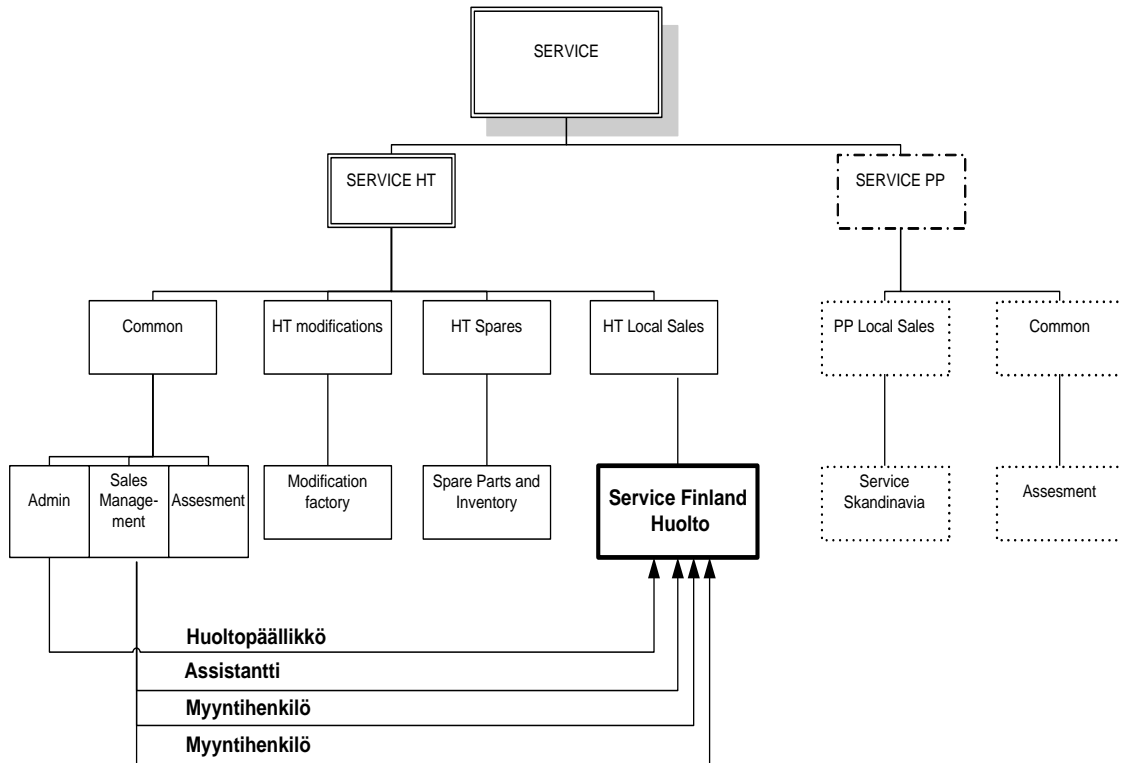 SERVICE
SERVICE HT
SERVICE PP
Common
HT modifications
HT Spares
HT Local Sales
PP Local Sales
Common
Admin
Sales
Manage-
ment
Assesment
Modification
factory
Spare Parts and
Inventory
Service Finland
Huolto
Service
Skandinavia
Assesment
Huoltopäällikkö
Assistantti
Myyntihenkilö
Myyntihenkilö